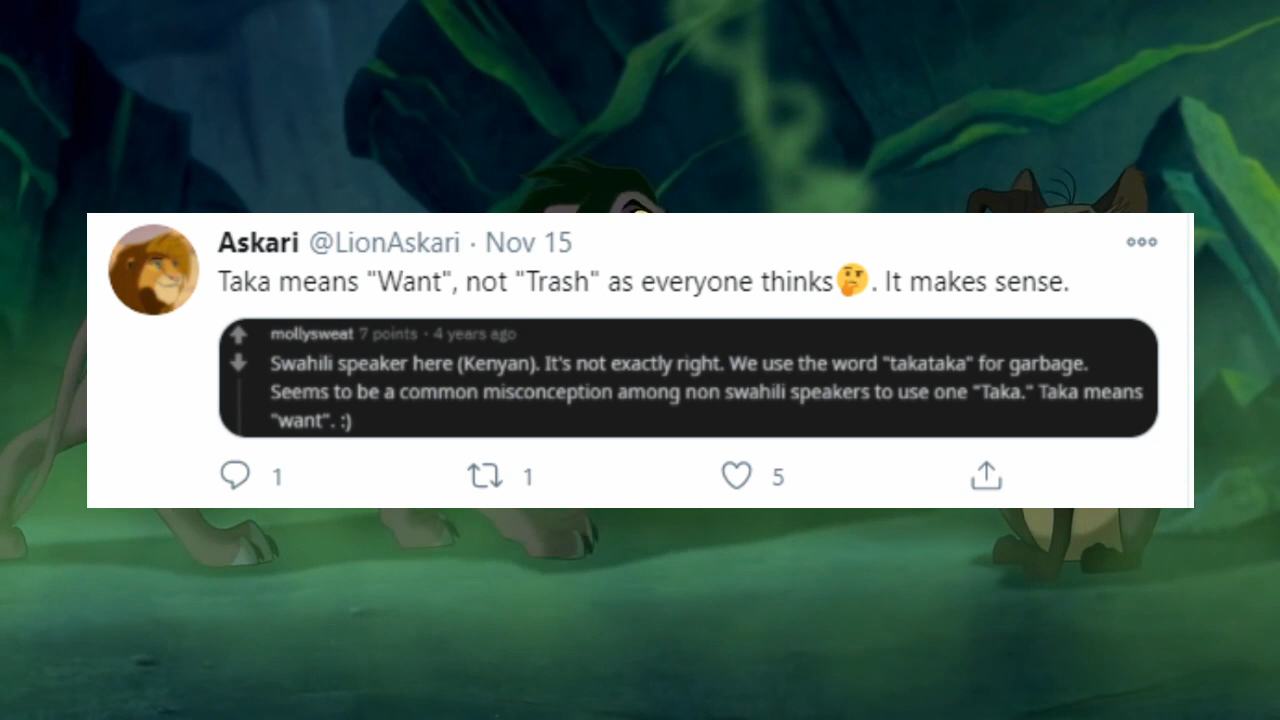 Askari @LionAskari · Nov 15
Taka means "Want", not "Trash" as everyone thinks🤔. It makes sense.
mollysweat 7 points · 4 years ago
Swahili speaker here (Kenyan). It's not exactly right. We use the word "takataka" for garbage.
Seems to be a common misconception among non swahili speakers to use one "Taka." Taka means
"want". :)
1 1 5